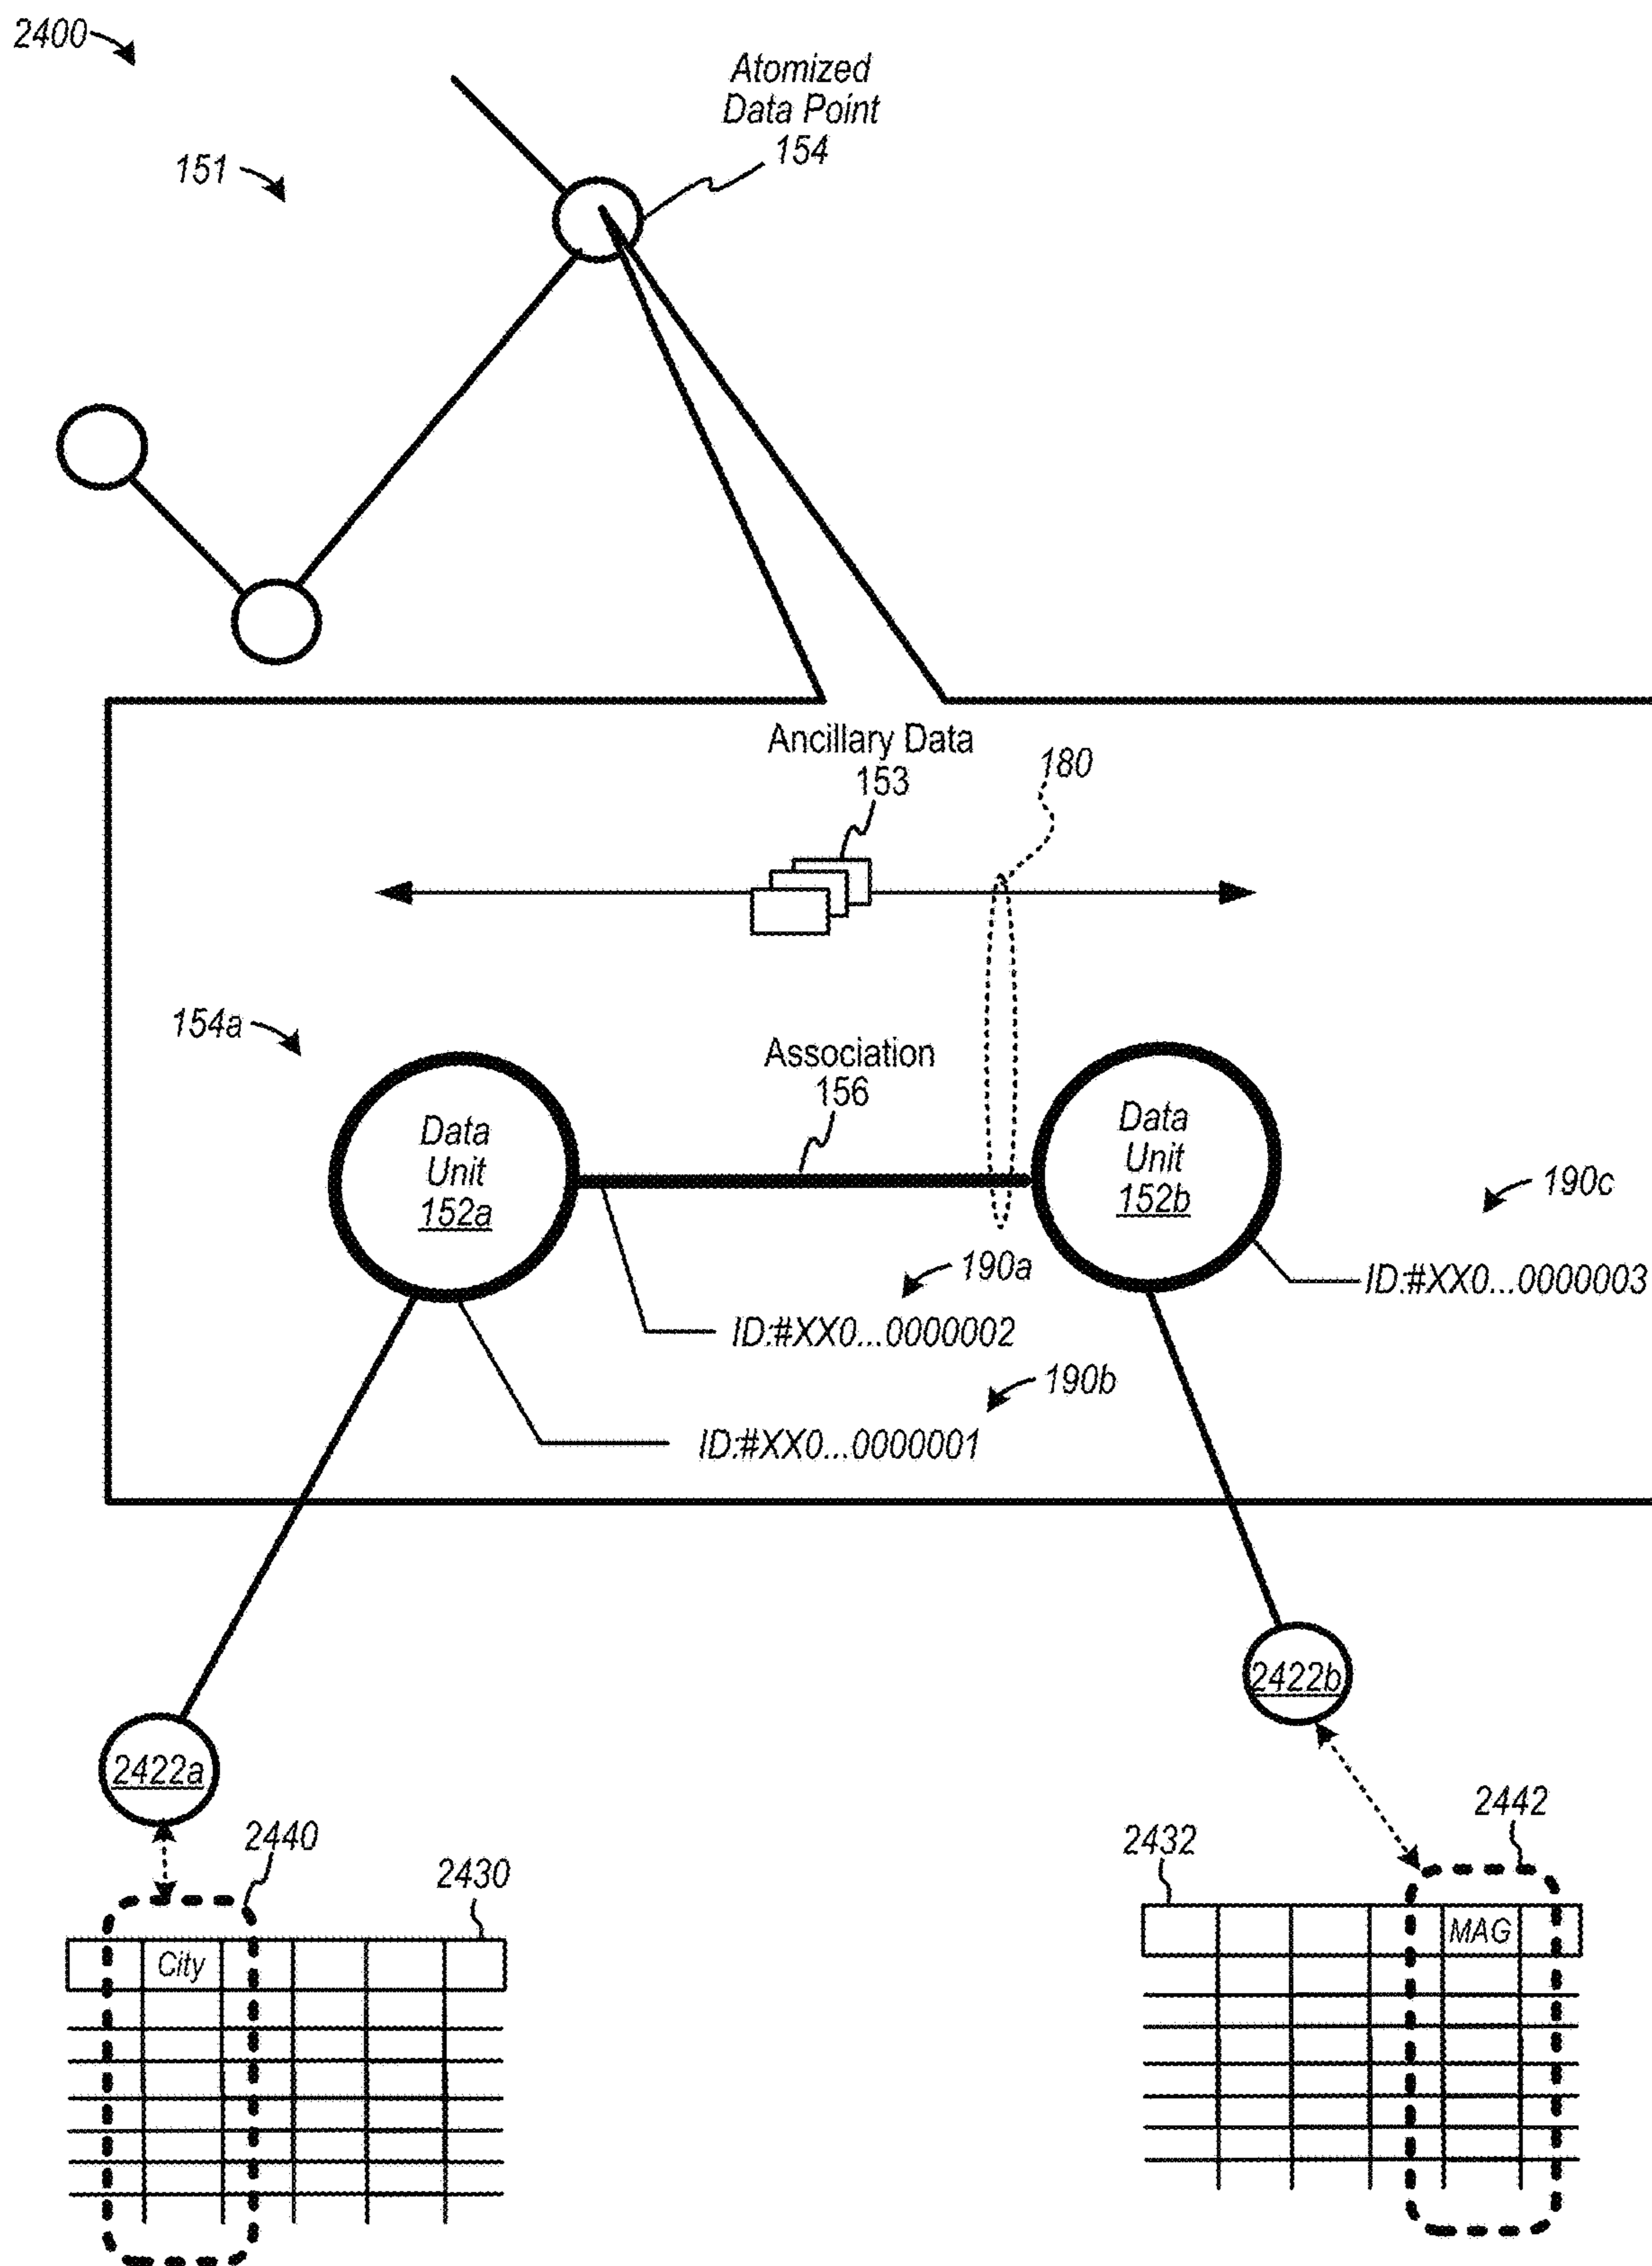 2400
Atomized
Data Point
154
151
Ancillary Data
153
180
154a
Association
156
Data
Unit
152a
Data
Unit
152b
190c
190a
ID:#XX0...0000003
ID:#XX0...0000002
190b
ID:#XX0...0000001
2422b
2422a
2442
2440
2432
2430
MAG
City